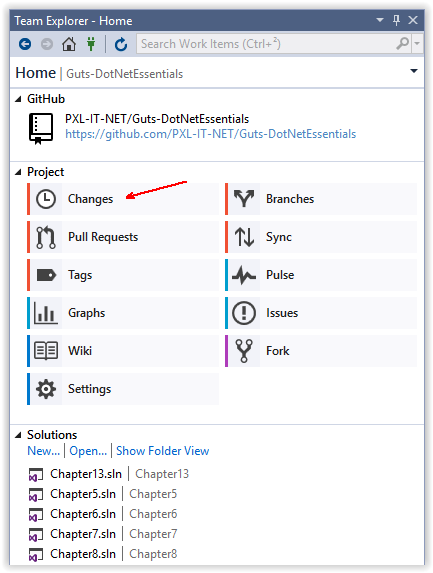 Team Explorer - Home
Search Work Items (Ctrl+²)
Home | Guts-DotNetEssentials
GitHub
PXL-IT-NET/Guts-DotNetEssentials
https://github.com/PXL-IT-NET/Guts-DotNetEssentials
Project
Changes Branches
Pull Requests Sync
Tags Pulse
Graphs Issues
Wiki Fork
Settings
Solutions
New... | Open... | Show Folder View
Chapter13.sln | Chapter13
Chapter5.sln | Chapter5
Chapter6.sln | Chapter6
Chapter7.sln | Chapter7
Chapter8.sln | Chapter8